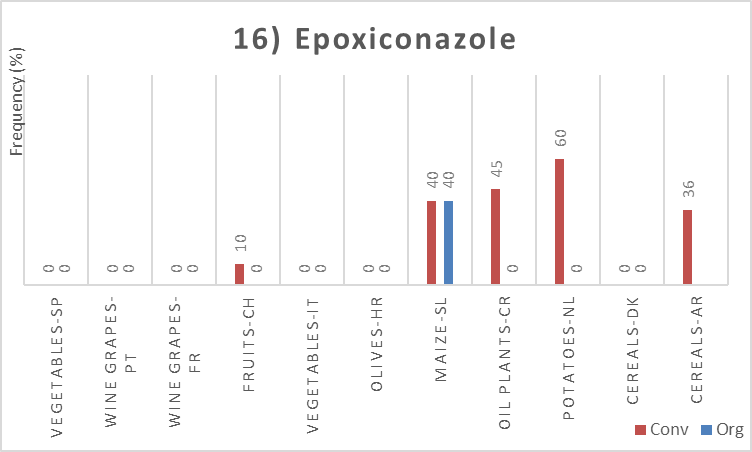 16) Epoxiconazole
Frequency (%)
0 0
0 0
0 0
10 0
0 0
0 0
40 40
45 0
60 0
0 0
36
VEGETABLES-SP
WINE GRAPES-
PT
WINE GRAPES-
FR
FRUITS-CH
VEGETABLES-IT
OLIVES-HR
MAIZE-SL
OIL PLANTS-CR
POTATOES-NL
CEREALS-DK
CEREALS-AR
Conv Org